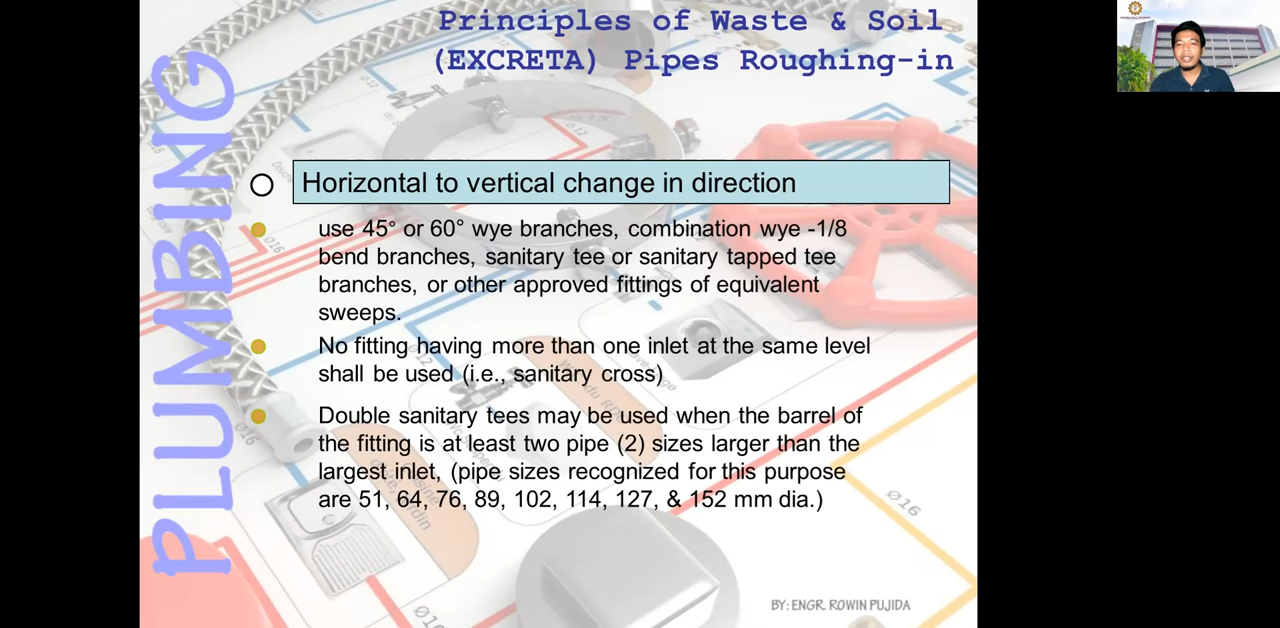 Principles of Waste & Soil
(EXCRETA) Pipes Roughing-in
PLUMBING
Horizontal to vertical change in direction
use 45° or 60° wye branches, combination wye -1/8
bend branches, sanitary tee or sanitary tapped tee
branches, or other approved fittings of equivalent
sweeps.
No fitting having more than one inlet at the same level
shall be used (i.e., sanitary cross)
Double sanitary tees may be used when the barrel of
the fitting is at least two pipe (2) sizes larger than the
largest inlet, (pipe sizes recognized for this purpose
are 51, 64, 76, 89, 102, 114, 127, & 152 mm dia.)
Ø12
Ø16
Ø12
Ø16
Ø16
BY: ENGR. ROWIN PUJIDA